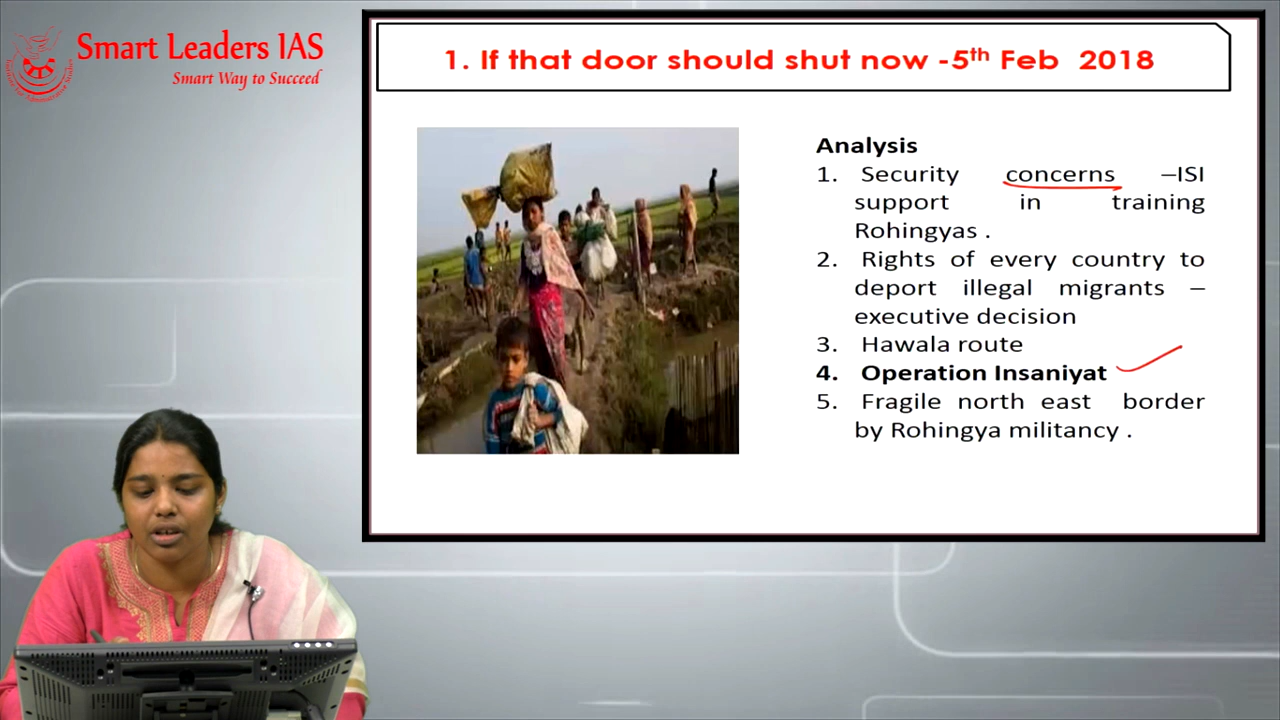 Smart Leaders IAS
Smart Way to Succeed
1. If that door should shut now -5th Feb 2018
Analysis
1. Security concerns –ISI
support in training
Rohingyas .
2. Rights of every country to
deport illegal migrants –
executive decision
3. Hawala route
4. Operation Insaniyat
5. Fragile north east border
by Rohingya militancy .